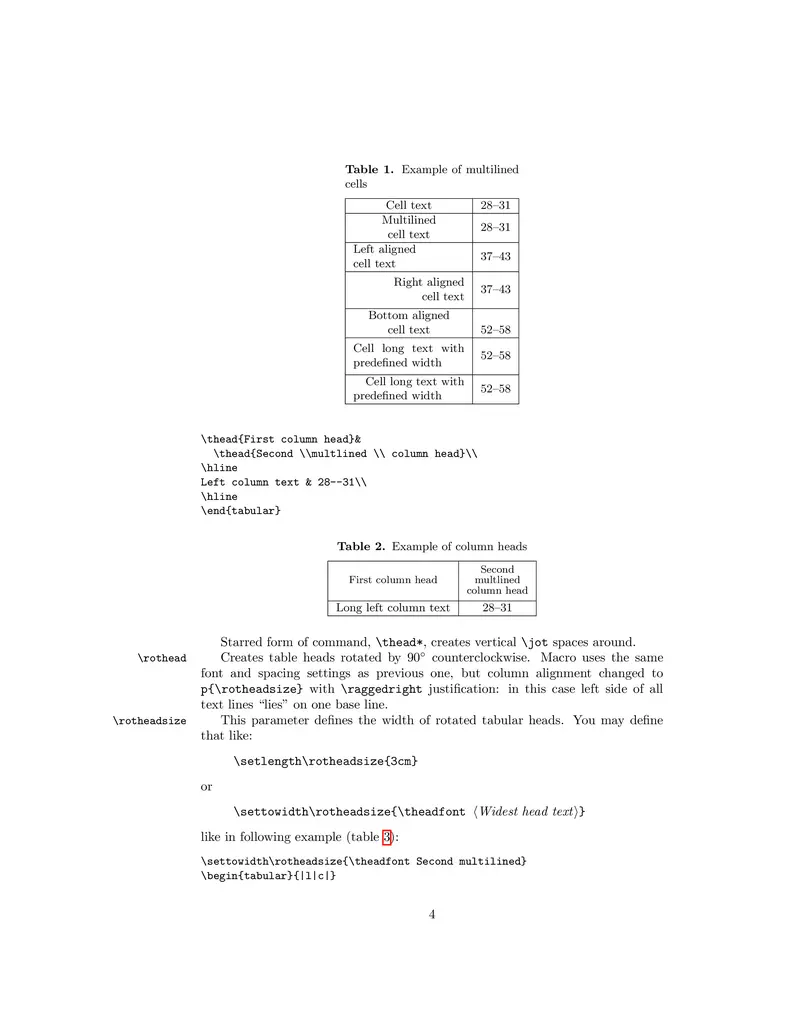 Table 1. Example of multilined
cells
Cell text 28–31
Multilined
cell text 28–31
Left aligned
cell text 37–43
Right aligned
cell text 37–43
Bottom aligned
cell text 52–58
Cell long text with
predefined width 52–58
Cell long text with
predefined width 52–58
\thead{First column head}&
\thead{Second \\multlined \\ column head}\\
\hline
Left column text & 28--31\\
\hline
\end{tabular}
Table 2. Example of column heads
First column head Second
multlined
column head
Long left column text 28–31
Starred form of command, \thead*, creates vertical \jot spaces around.
\rothead Creates table heads rotated by 90° counterclockwise. Macro uses the same
font and spacing settings as previous one, but column alignment changed to
p{\rotheadsize} with \raggedright justification: in this case left side of all
text lines “lies” on one base line.
\rotheadsize This parameter defines the width of rotated tabular heads. You may define
that like:
\setlength\rotheadsize{3cm}
or
\settowidth\rotheadsize{\theadfont ⟨Widest head text⟩}
like in following example (table 3):
\settowidth\rotheadsize{\theadfont Second multilined}
\begin{tabular}{|l|c|}
4